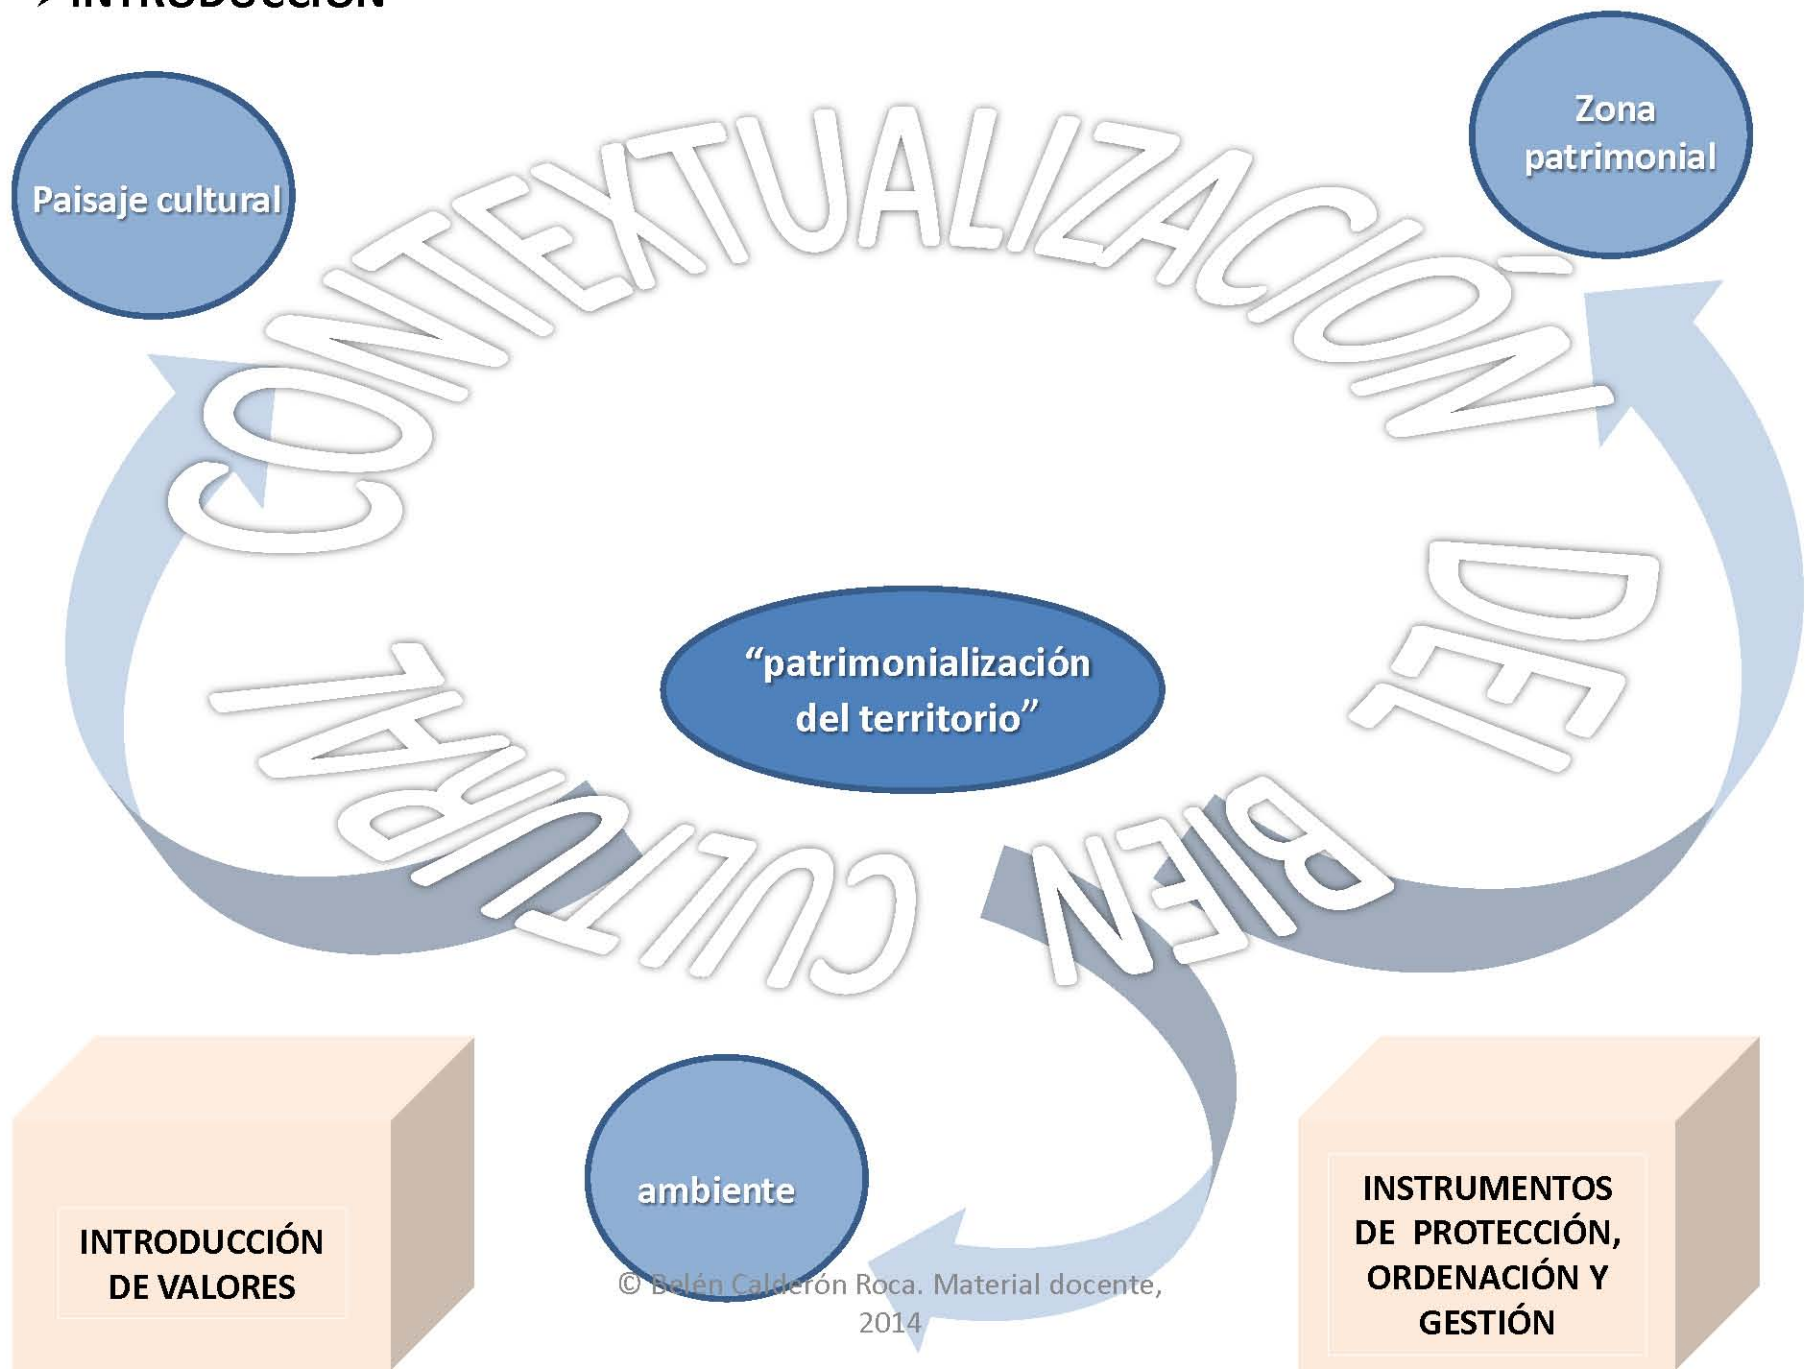 ➢ INTRODUCCIÓN
Paisaje cultural
Zona
patrimonial
CONTEXTUALIZACIÓN DEL BIEN CULTURAL
“patrimonialización
del territorio”
ambiente
INTRODUCCIÓN
DE VALORES
INSTRUMENTOS
DE PROTECCIÓN,
ORDENACIÓN Y
GESTIÓN
© Belén Calderón Roca. Material docente,
2014